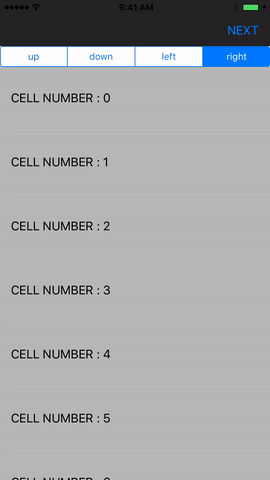 9:41 AM
NEXT
up down left right
CELL NUMBER : 0
CELL NUMBER : 1
CELL NUMBER : 2
CELL NUMBER : 3
CELL NUMBER : 4
CELL NUMBER : 5